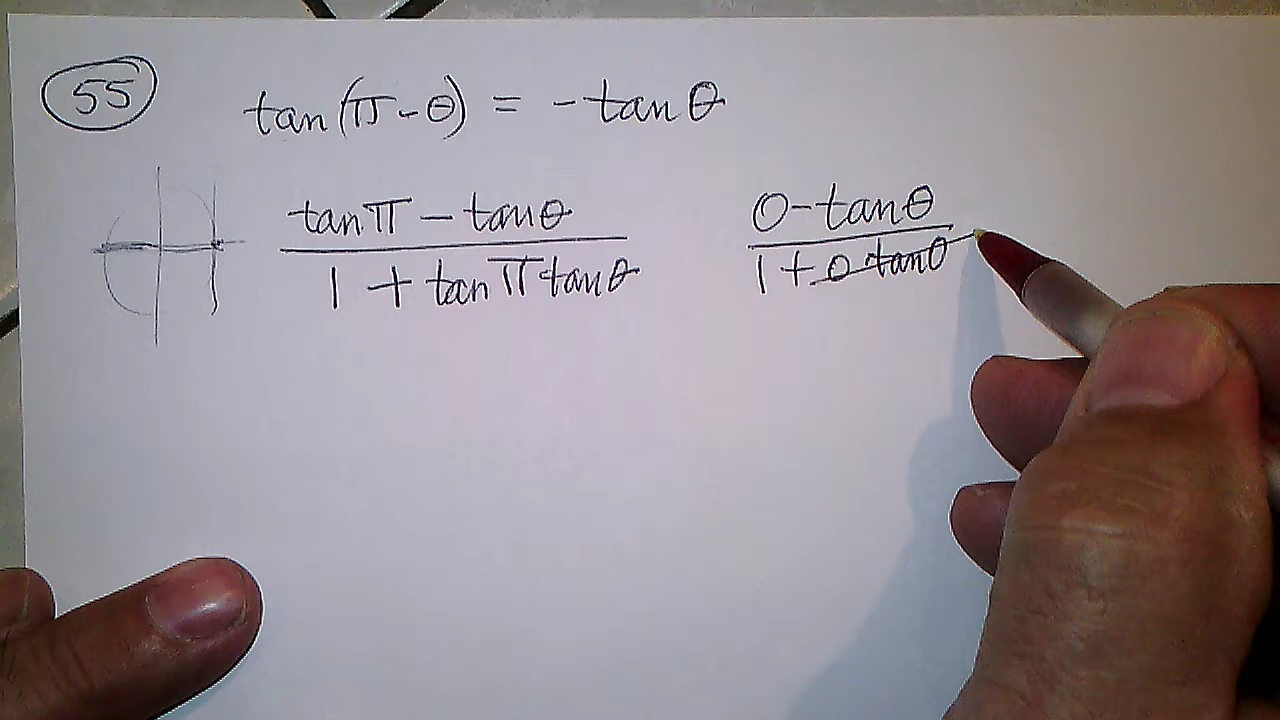 55
tan(π-θ) = -tanθ
tanπ - tanθ
1 + tanπ tanθ
0-tanθ
1+0·tanθ